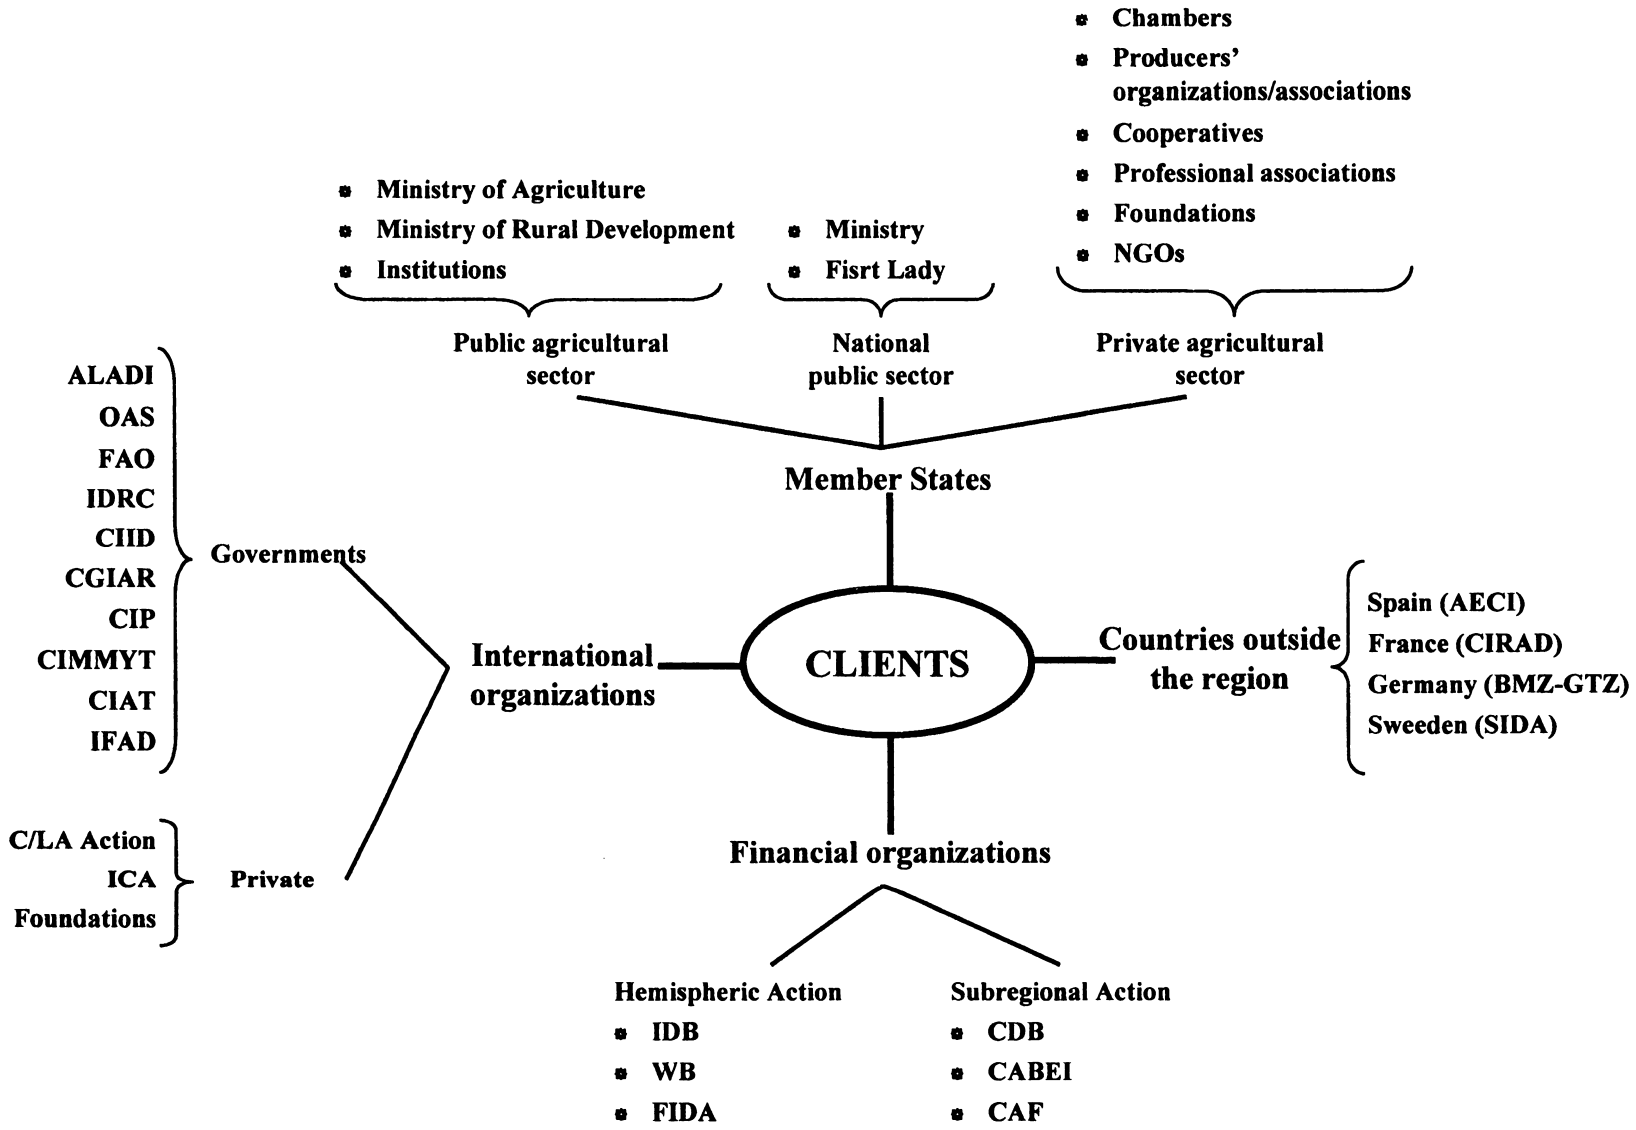 Chambers
Producers'
organizations/associations
Cooperatives
Professional associations
Foundations
NGOs
Ministry of Agriculture
Ministry of Rural Development
Institutions
Ministry
Fisrt Lady
Public agricultural
sector
National
public sector
Private agricultural
sector
Member States
ALADI
OAS
FAO
IDRC
CIID
CGIAR
CIP
CIMMYT
CIAT
IFAD
Governments
C/LA Action
ICA
Foundations
Private
International
organizations
CLIENTS
Countries outside
the region
Spain (AECI)
France (CIRAD)
Germany (BMZ-GTZ)
Sweeden (SIDA)
Financial organizations
Hemispheric Action
IDB
WB
FIDA
Subregional Action
CDB
CABEI
CAF